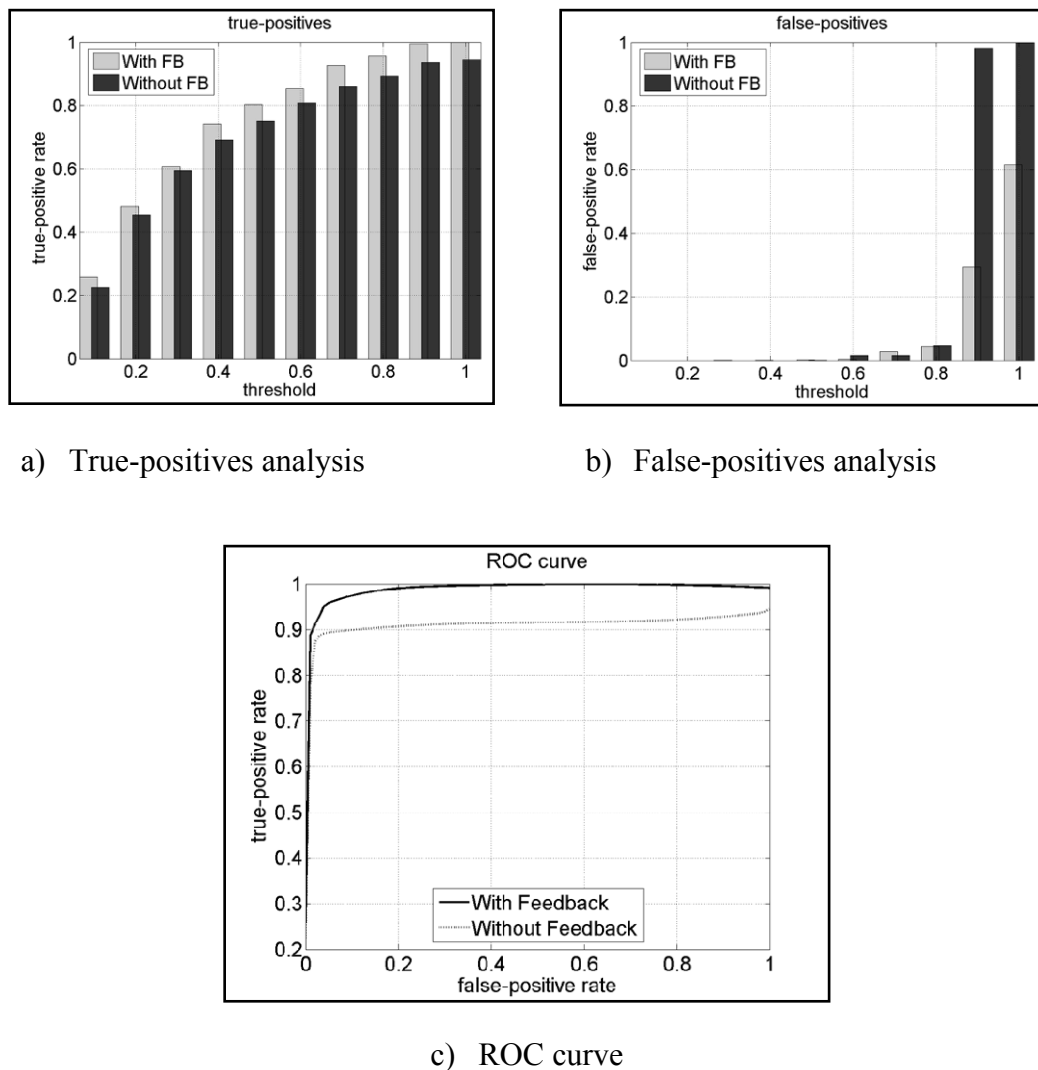 true-positives
With FB
Without FB
true-positive rate
1
0.8
0.6
0.4
0.2
0
0.2 0.4 0.6 0.8 1
threshold
false-positives
With FB
Without FB
false-positive rate
1
0.8
0.6
0.4
0.2
0
0.2 0.4 0.6 0.8 1
threshold
a) True-positives analysis
b) False-positives analysis
ROC curve
true-positive rate
1
0.9
0.8
0.7
0.6
0.5
0.4
0.3
0.2
With Feedback
Without Feedback
0 0.2 0.4 0.6 0.8 1
false-positive rate
c) ROC curve